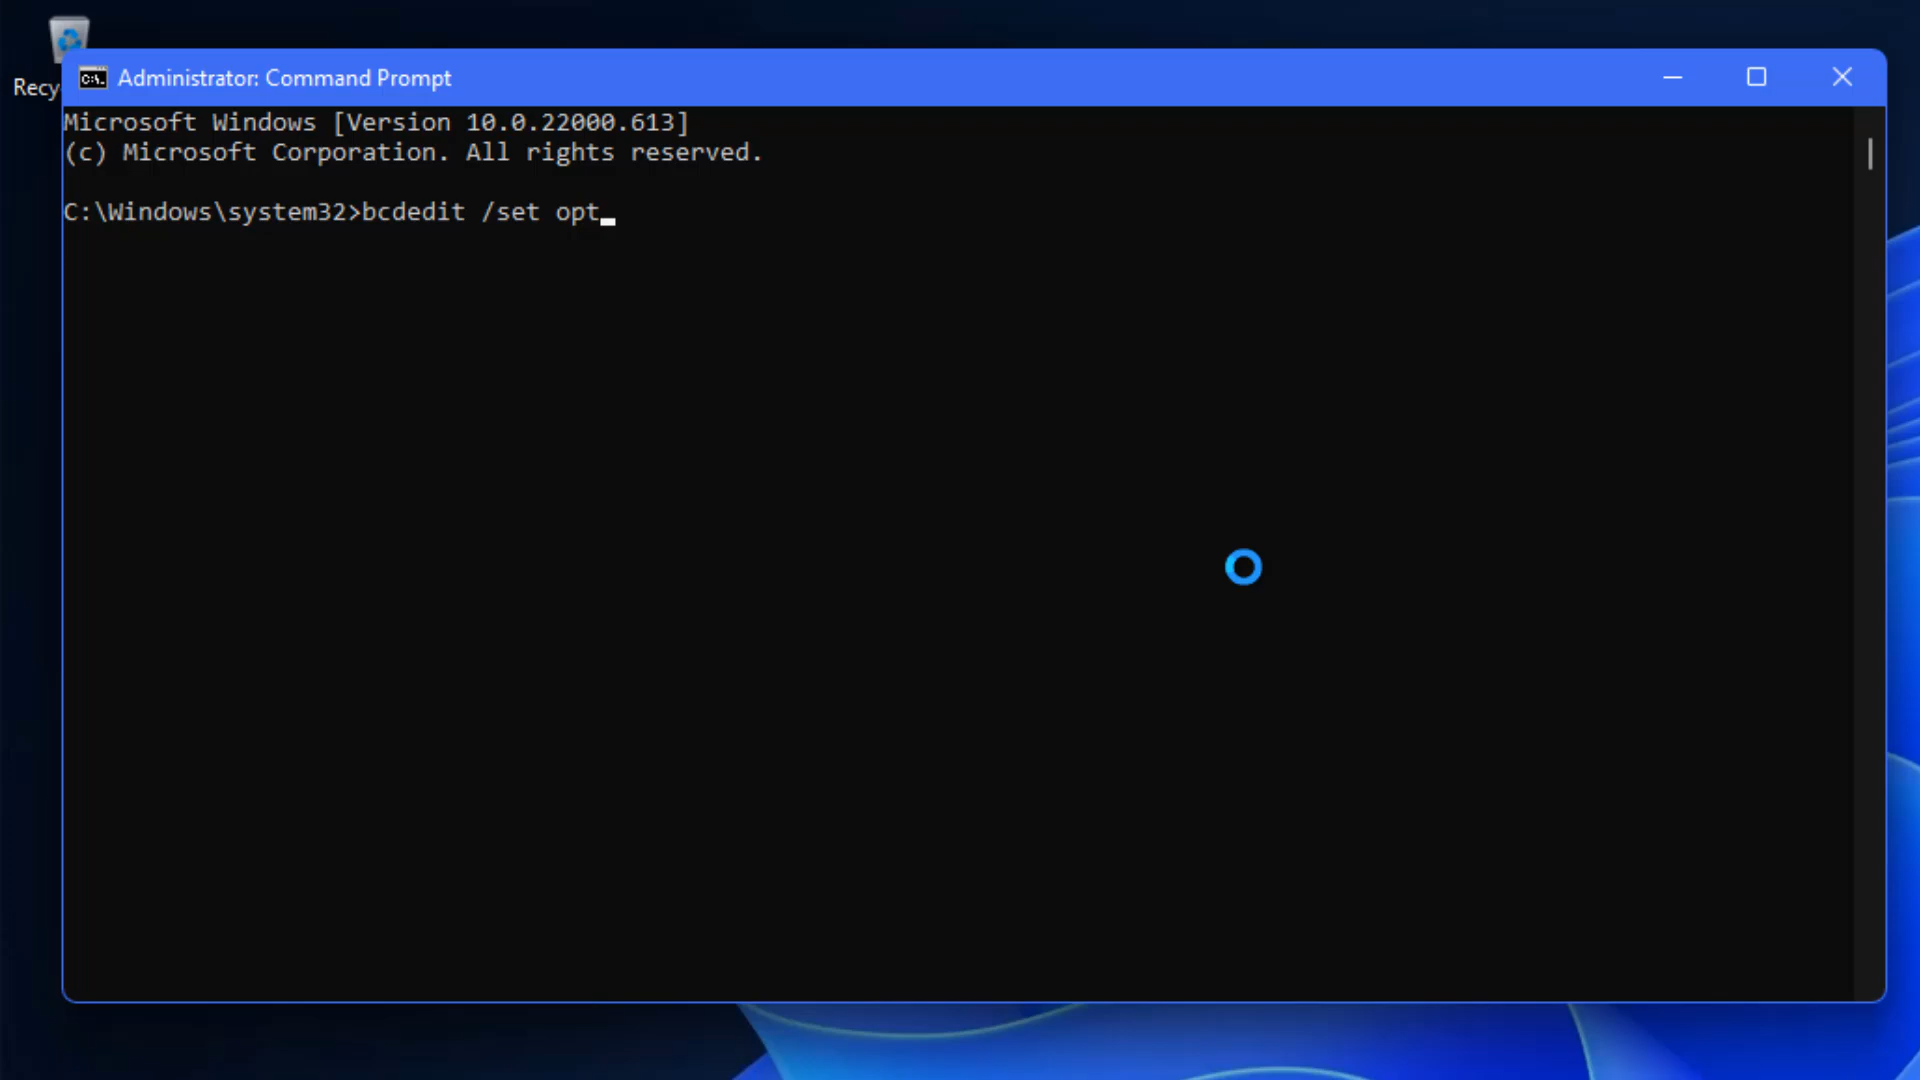 Recy
C:\.
Administrator: Command Prompt
Microsoft Windows [Version 10.0.22000.613]
(c) Microsoft Corporation. All rights reserved.
C:\Windows\system32>bcdedit /set opt